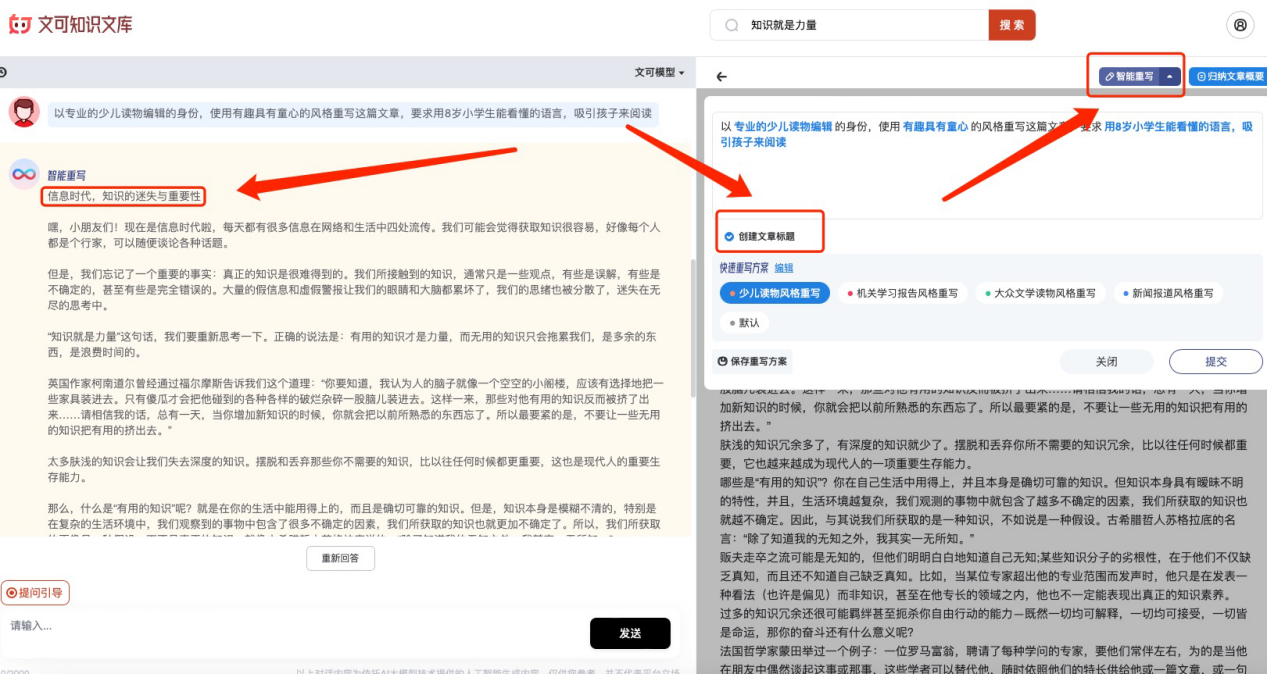 文可知识文库
知识就是力量
搜索
文可模型
智能重写
归纳文章概要
以专业的少儿读物编辑的身份，使用有趣具有童心的风格重写这篇文章，要求用8岁小学生能看懂的语言，吸引孩子来阅读
智能重写
信息时代，知识的迷失与重要性
嘿，小朋友们！现在是信息时代啦，每天都有很多信息在网络和生活中四处流传。我们可能会觉得获取知识很容易，好像每个人
都是个行家，可以随便谈论各种话题。
但是，我们忘记了一个重要的事实：真正的知识是很难得到的。我们所接触到的知识，通常只是一些观点，有些是误解，有些是
不确定的，甚至有些是完全错误的。大量的假信息和虚假警报让我们的眼睛和大脑都累坏了，我们的思绪也被分散了，迷失在无
尽的思考中。
“知识就是力量”这句话，我们要重新思考一下。正确的说法是：有用的知识才是力量，而无用的知识只会拖累我们，是多余的东
西，是浪费时间的。
英国作家柯南道尔曾经通过福尔摩斯告诉我们这个道理：“你要知道，我认为人的脑子就像一个空空的小阁楼，应该有选择地把一
些家具装进去。只有傻瓜才会把他碰到的各种各样的破烂杂碎一股脑儿装进去。这样一来，那些对他有用的知识反而被挤了出
来……请相信我的话，总有一天，当你增加新知识的时候，你就会把以前所熟悉的东西忘了。所以最要紧的是，不要让一些无用
的知识把有用的挤出去。”
太多肤浅的知识会让我们失去深度的知识。摆脱和丢弃那些你不需要的知识，比以往任何时候都更重要，这也是现代人的重要生
存能力。
那么，什么是“有用的知识”呢？就是在你的生活中能用得上的，而且是确切可靠的知识。但是，知识本身是模糊不清的，特别是
在复杂的生活环境中，我们观察到的事物中包含了很多不确定的因素，我们所获取的知识也就更加不确定了。所以，我们所获取
重新回答
提问引导
请输入...
发送
以 专业的少儿读物编辑 的身份，使用 有趣具有童心 的风格重写这篇文 要求 用8岁小学生能看懂的语言，吸
引孩子来阅读
创建文章标题
快速重写方案 编辑
少儿读物风格重写 机关学习报告风格重写 大众文学读物风格重写 新闻报道风格重写
默认
保存重写方案
关闭
提交
加新知识的时候，你就会把以前所熟悉的东西忘了。所以最要紧的是，不要让一些无用的知识把有用的
挤出去。”
肤浅的知识冗余多了，有深度的知识就少了。摆脱和丢弃你所不需要的知识冗余，比以往任何时候都重
要，它也越来越成为现代人的一项重要生存能力。
哪些是“有用的知识”？你在自己生活中用得上，并且本身是确切可靠的知识。但知识本身具有暧昧不明
的特性，并且，生活环境越复杂，我们观测的事物中就包含了越多不确定的因素，我们所获取的知识也
就越不确定。因此，与其说我们所获取的是一种知识，不如说是一种假设。古希腊哲人苏格拉底的名
言：“除了知道我的无知之外，我其实一无所知。”
贩夫走卒之流可能是无知的，但他们明明白白地知道自己无知;某些知识分子的劣根性，在于他们不仅缺
乏真知，而且还不知道自己缺乏真知。比如，当某位专家超出他的专业范围而发声时，他只是在发表一
种看法（也许是偏见）而非知识，甚至在他专长的领域之内，他也不一定能表现出真正的知识素养。
过多的知识冗余还很可能羁绊甚至扼杀你自由行动的能力—既然一切均可解释，一切均可接受，一切皆
是命运，那你的奋斗还有什么意义呢?
法国哲学家蒙田举过一个例子：一位罗马富翁，聘请了每种学问的专家，要他们常伴左右，为的是当他
在朋友中偶然谈起这事或那事，这些学者可以替代他，随时依照他们的特长供给他或一篇文章，或一句